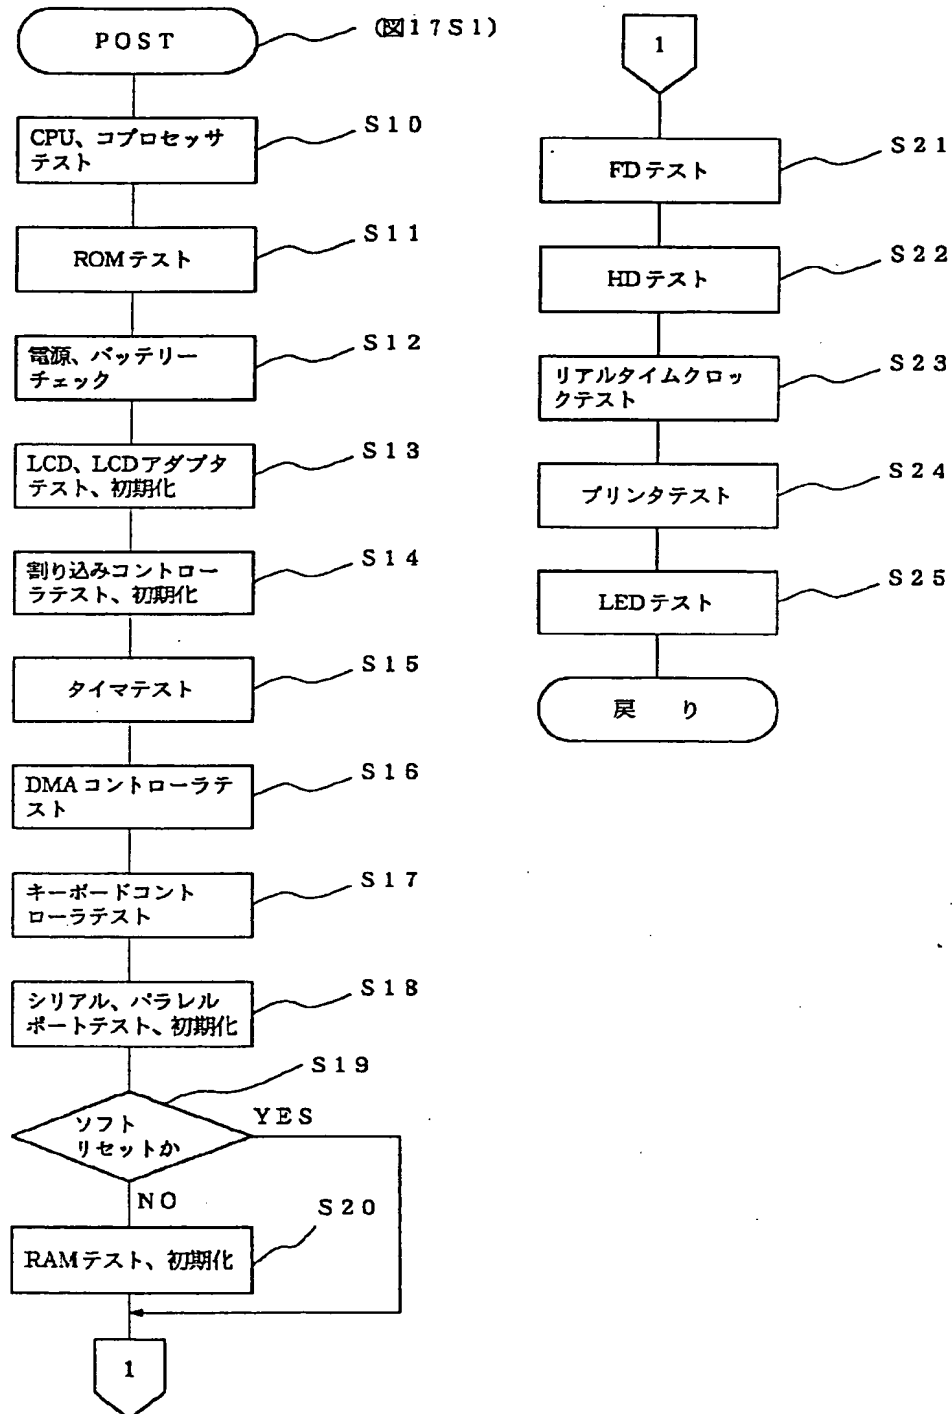 POST
(図17S1)
CPU、コプロセッサ
テスト
S10
ROMテスト
S11
電源、バッテリー
チェック
S12
LCD、LCDアダプタ
テスト、初期化
S13
割り込みコントロー
ラテスト、初期化
S14
タイマテスト
S15
DMAコントローラテ
スト
S16
キーボードコント
ローラテスト
S17
シリアル、パラレル
ポートテスト、初期化
S18
S19
ソフト
リセットか
YES
NO
S20
RAMテスト、初期化
1
1
FDテスト
S21
HDテスト
S22
リアルタイムクロッ
クテスト
S23
プリンタテスト
S24
LEDテスト
S25
戻 り